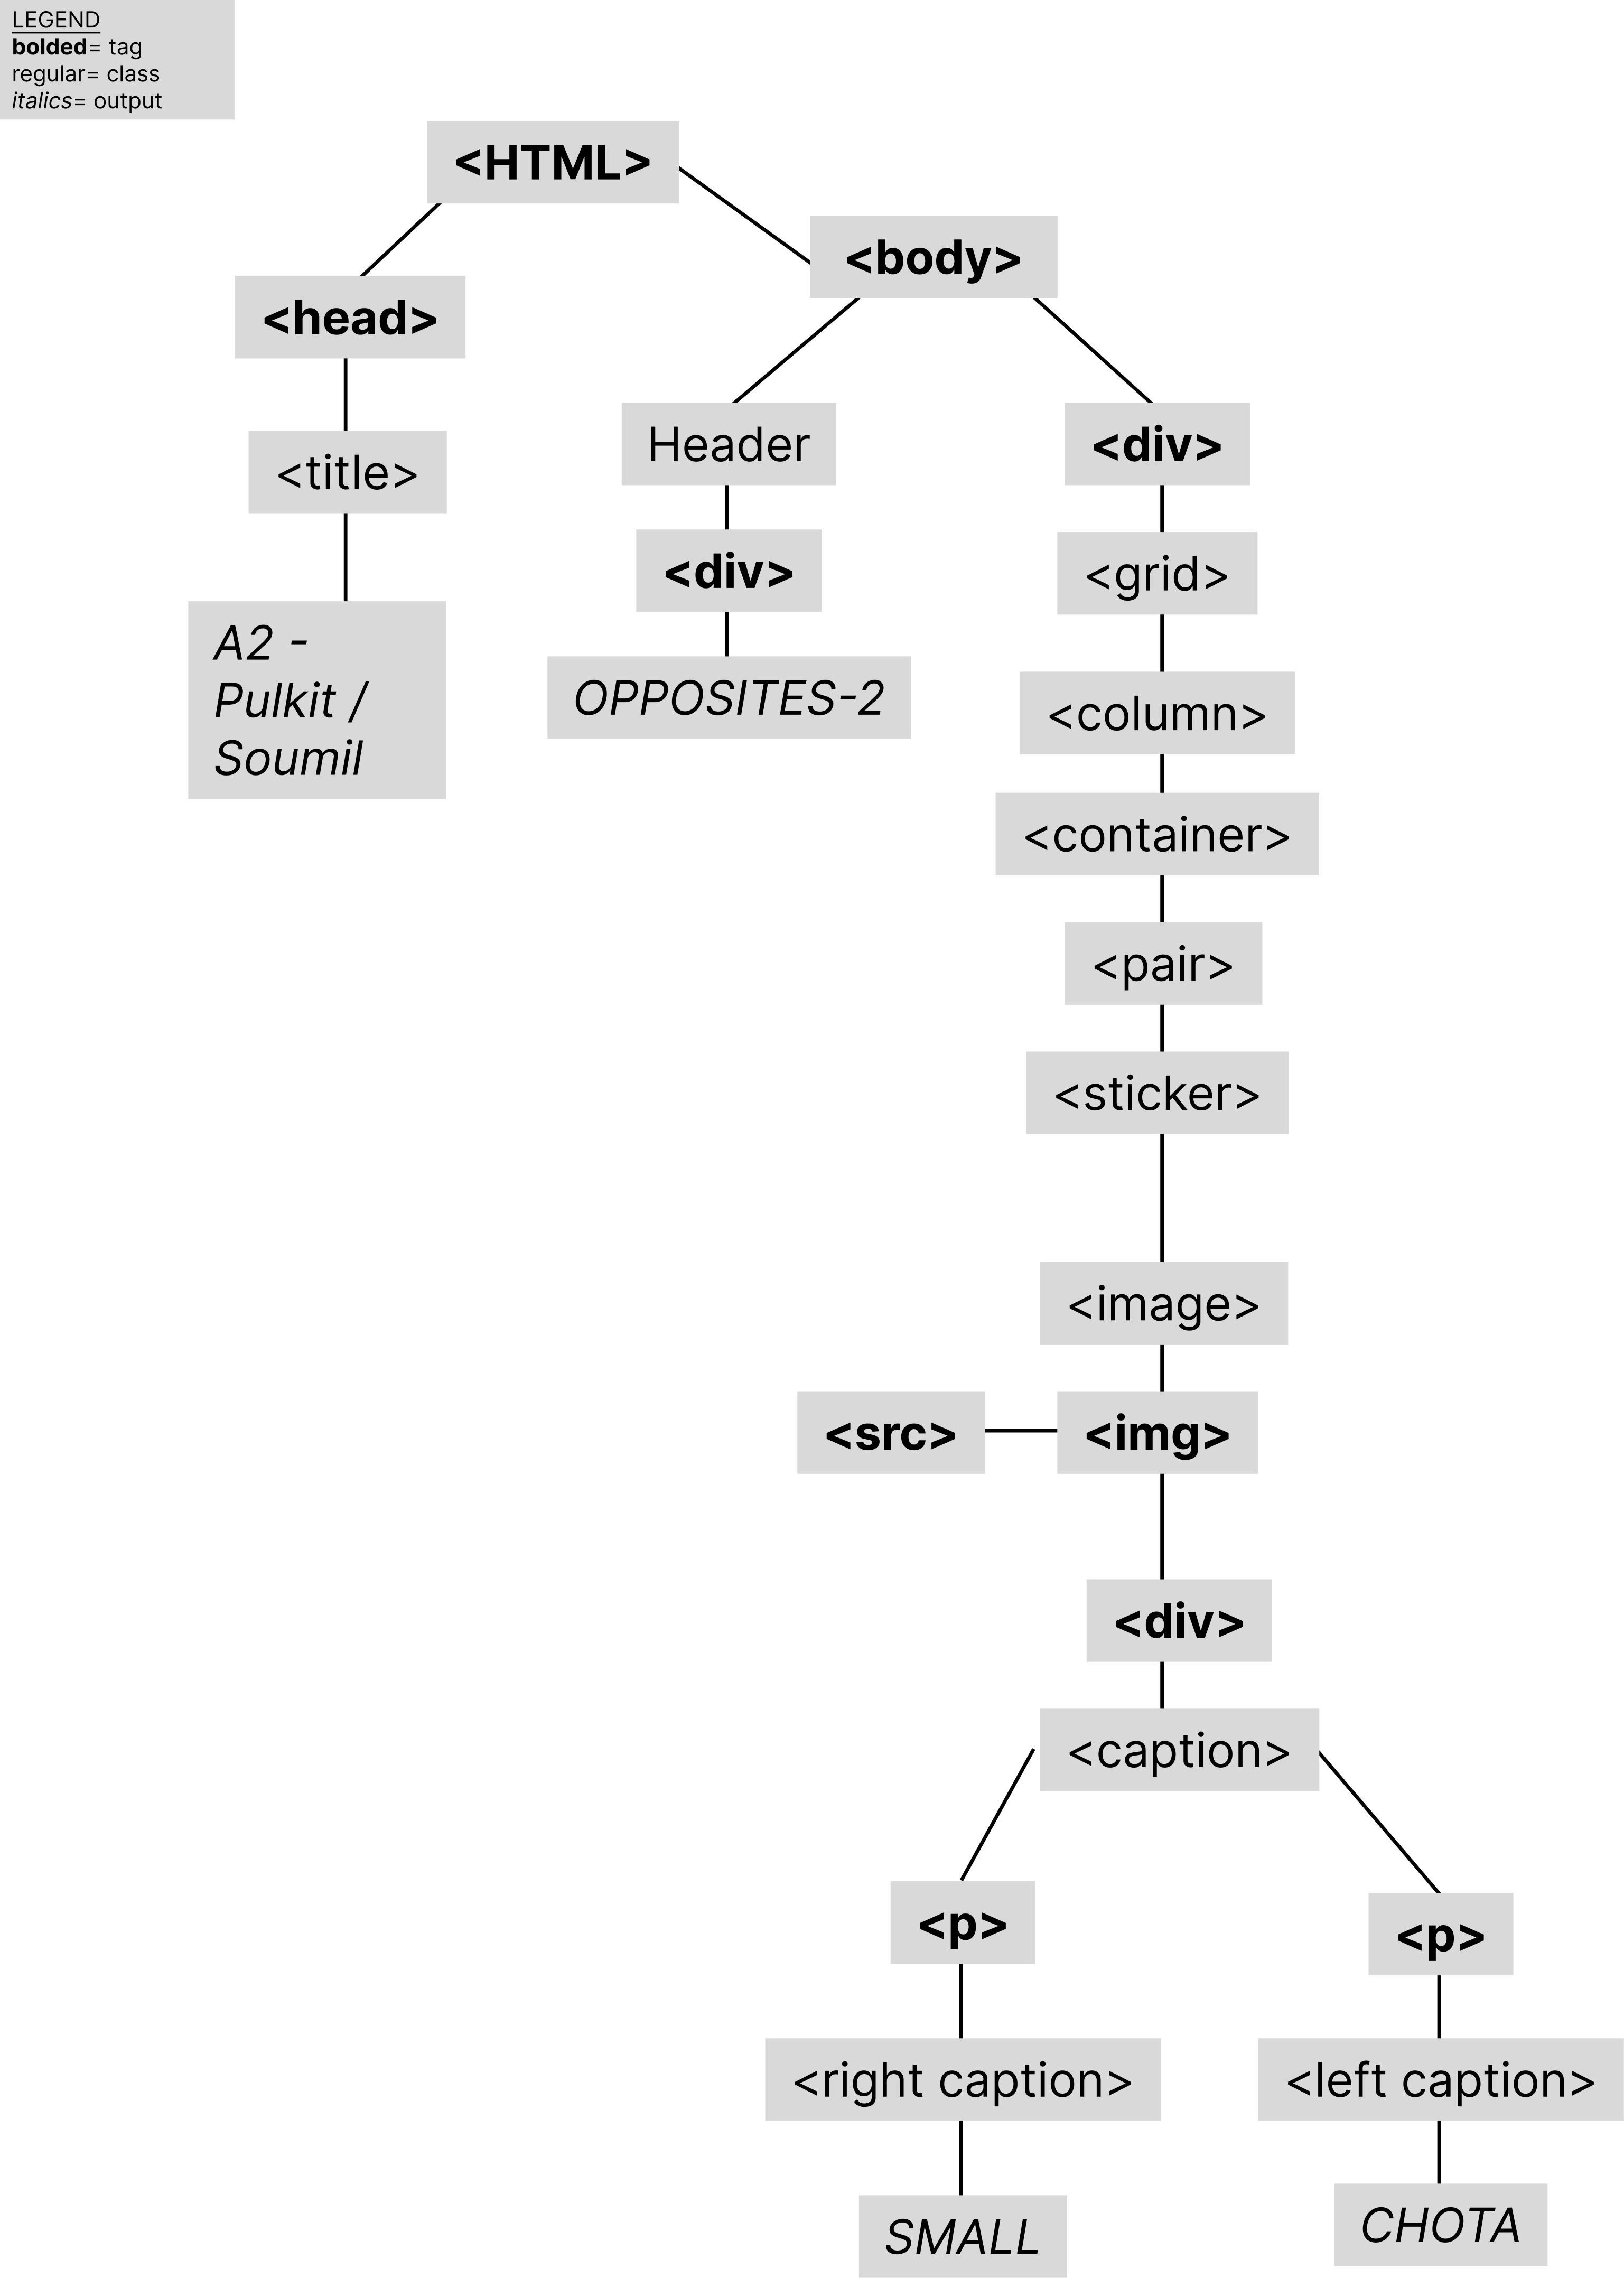 LEGEND
bolded= tag
regular= class
italics= output
<HTML>
<body>
<head>
Header
<div>
<title>
<div>
<grid>
A2 -
Pulkit /
Soumil
OPPOSITES-2
<column>
<container>
<pair>
<sticker>
<image>
<src>
<img>
<div>
<caption>
<p>
<p>
<right caption>
<left caption>
SMALL
CHOTA